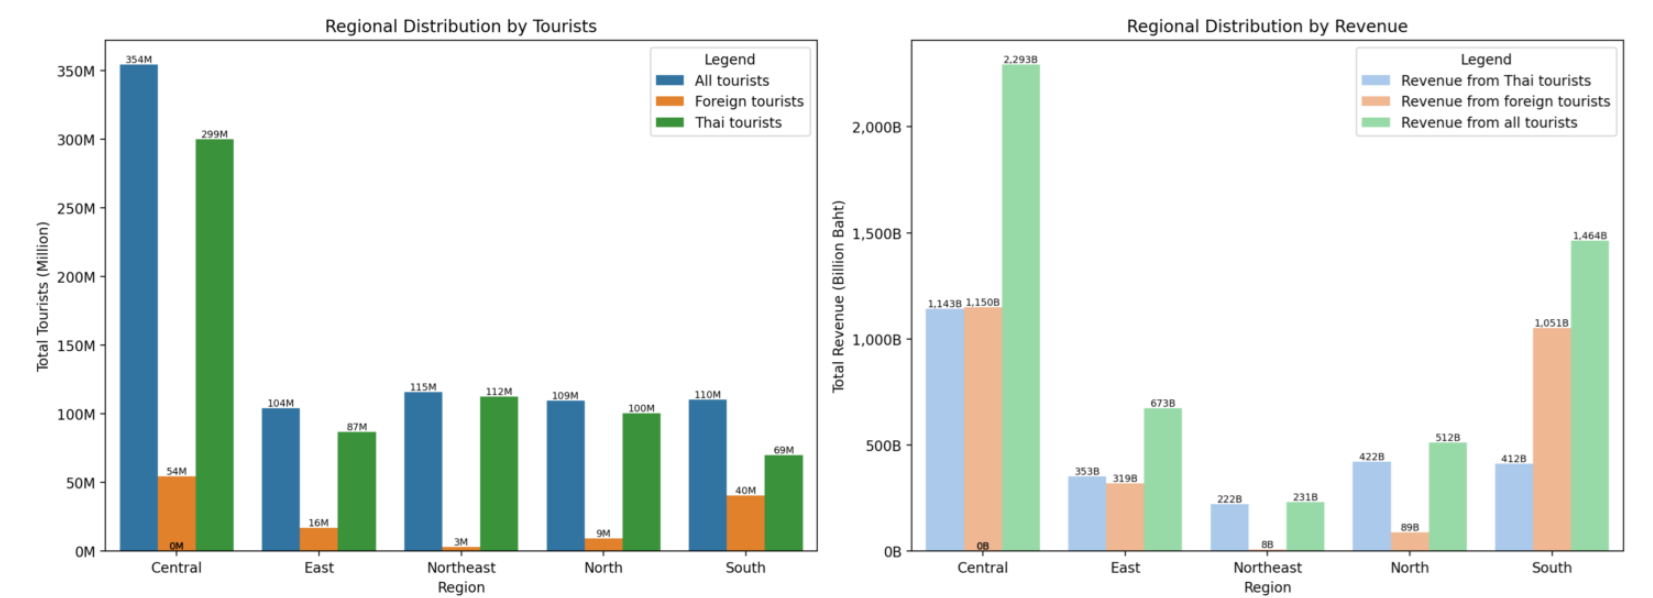 Regional Distribution by Tourists
Legend
All tourists
Foreign tourists
Thai tourists
Total Tourists (Million)
350M
300M
250M
200M
150M
100M
50M
0M
354M
54M
0M
299M
104M
16M
87M
115M
3M
112M
109M
9M
100M
110M
40M
69M
Central
East
Northeast
North
South
Region
Regional Distribution by Revenue
Legend
Revenue from Thai tourists
Revenue from foreign tourists
Revenue from all tourists
Total Revenue (Billion Baht)
2,000B
1,500B
1,000B
500B
0B
1,143B
1,150B
0B
2,293B
353B
319B
673B
222B
8B
231B
422B
89B
512B
412B
1,051B
1,464B
Central
East
Northeast
North
South
Region